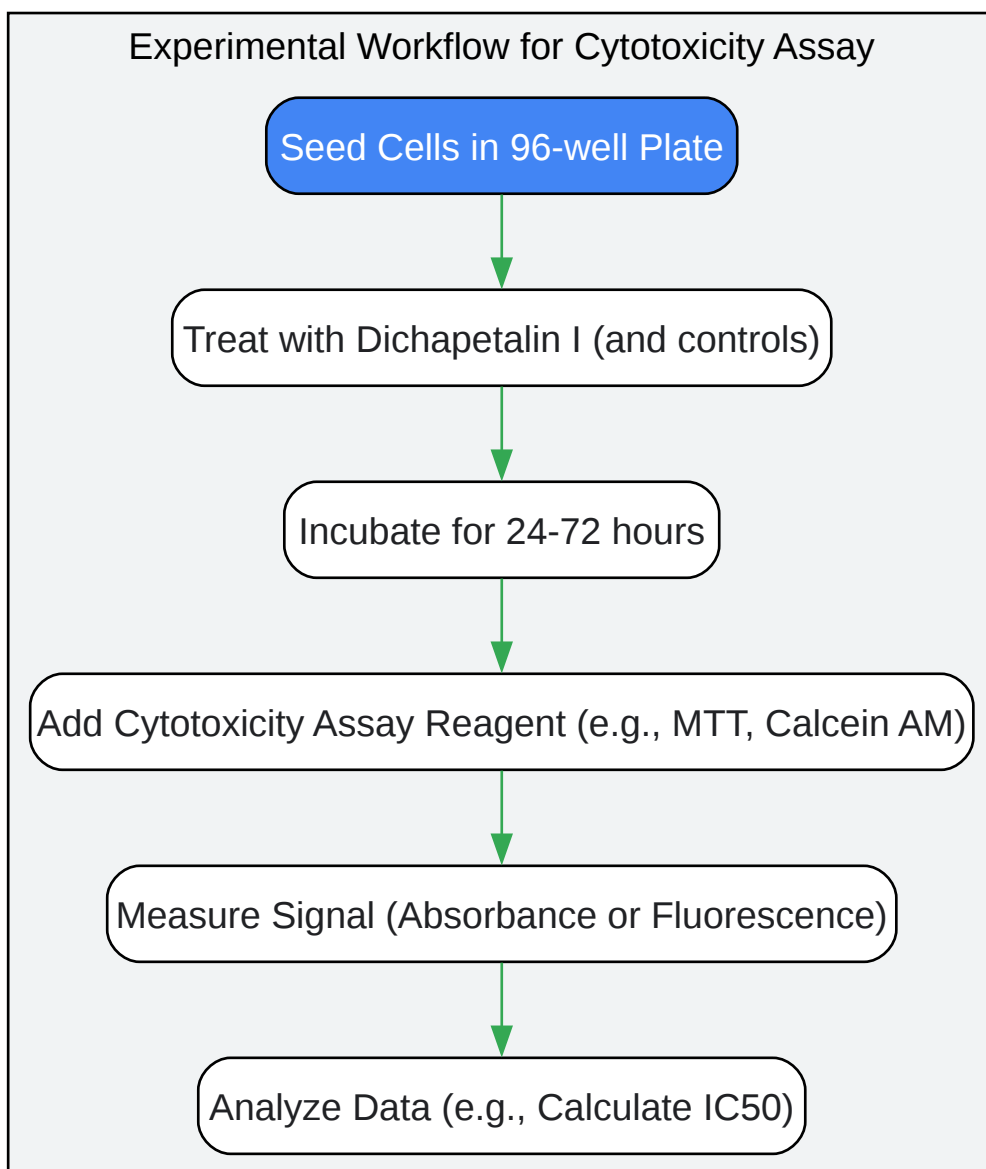 Experimental Workflow for Cytotoxicity Assay
Seed Cells in 96-well Plate
Treat with Dichapetalin I (and controls)
Incubate for 24-72 hours
Add Cytotoxicity Assay Reagent (e.g., MTT, Calcein AM)
Measure Signal (Absorbance or Fluorescence)
Analyze Data (e.g., Calculate IC50)